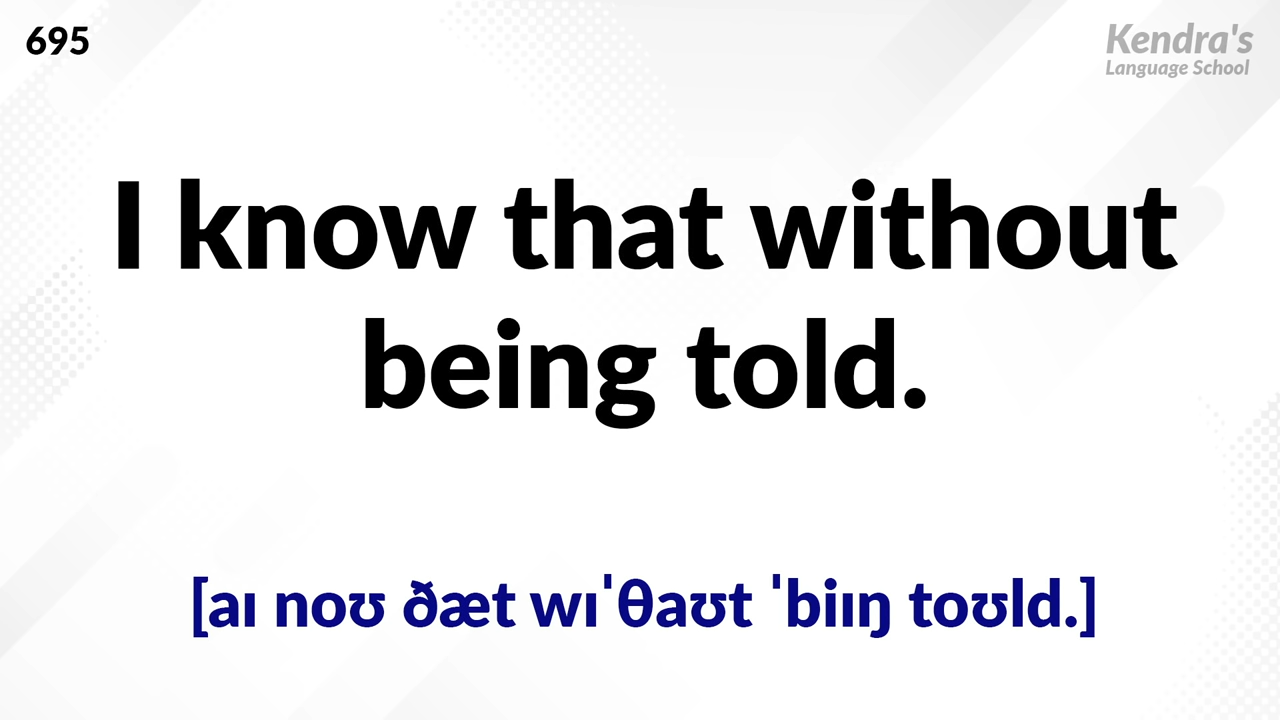 695
Kendra's
Language School
I know that without
being told.
[aɪ noʊ ðæt wɪˈθaʊt ˈbiɪŋ toʊld.]